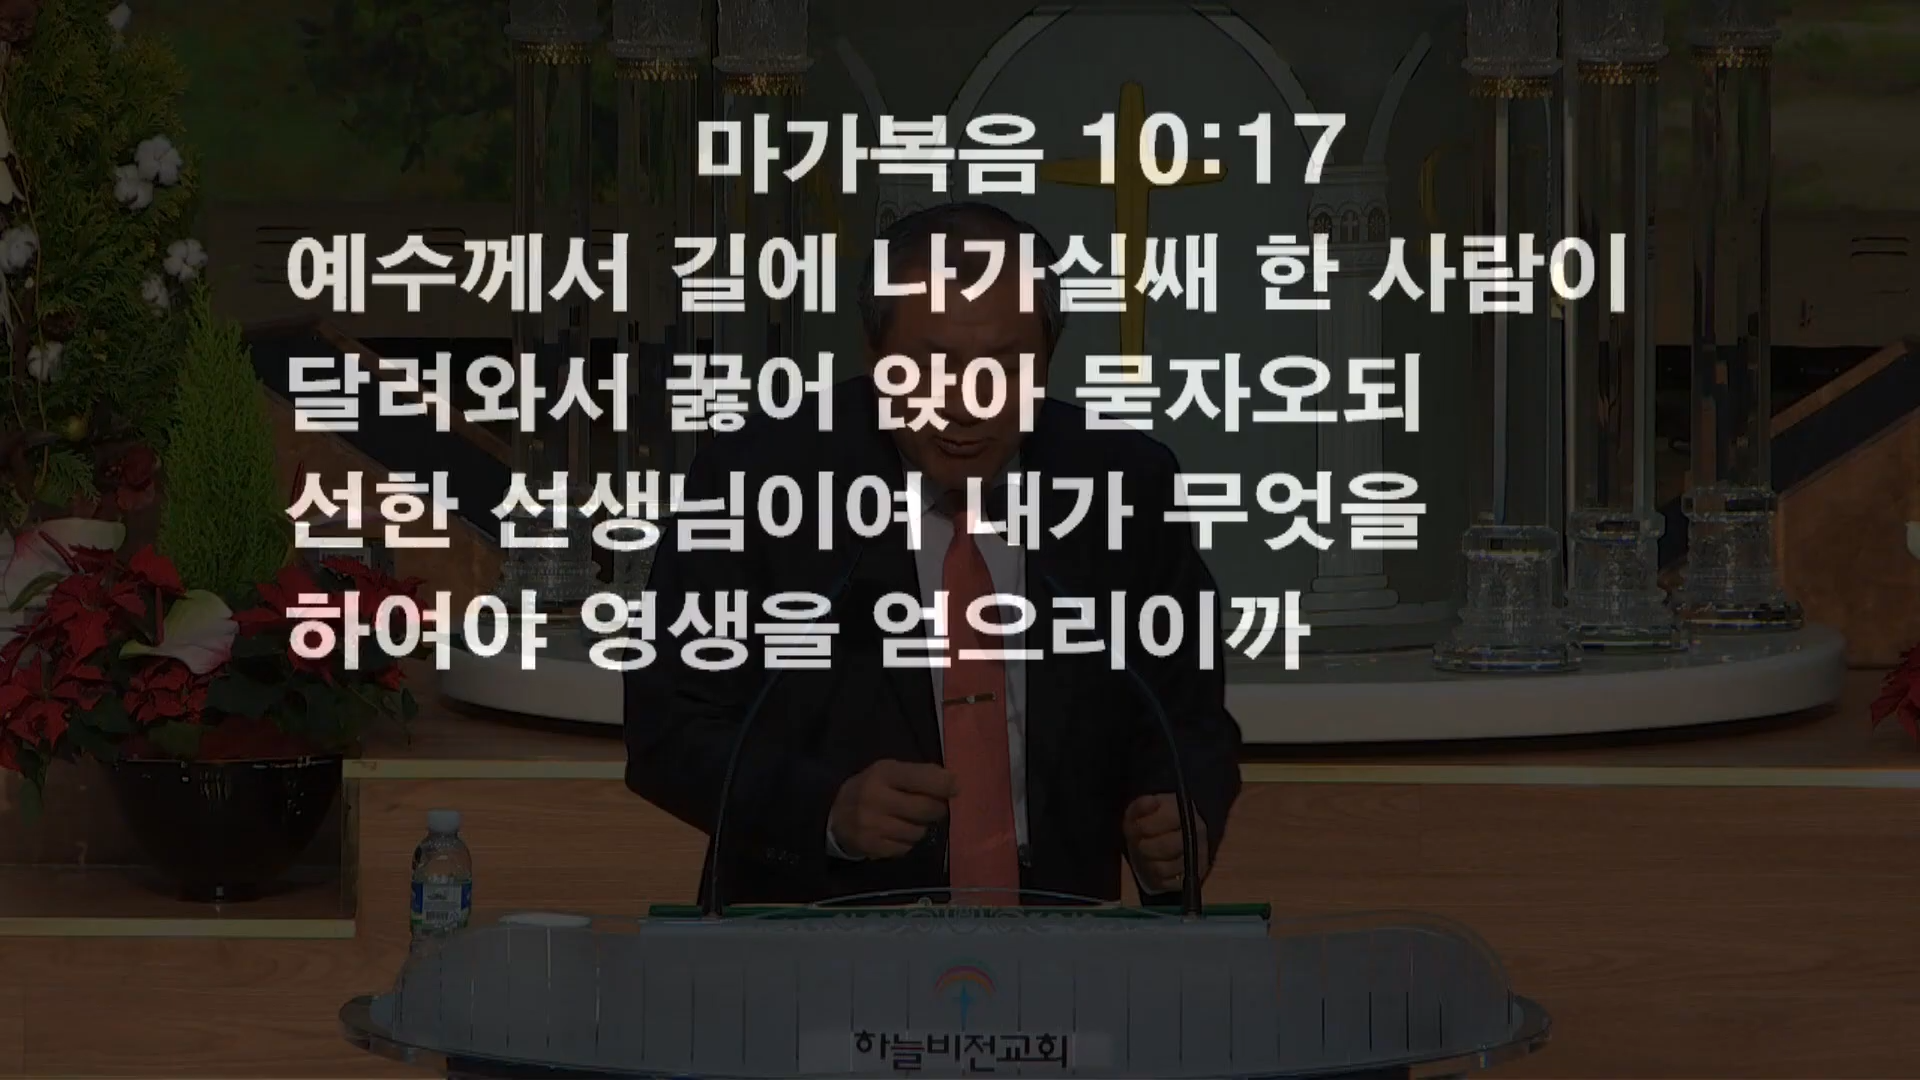 마가복음 10:17
예수께서 길에 나가실쌔 한 사람이
달려와서 꿇어 앉아 묻자오되
선한 선생님이여 내가 무엇을
하여야 영생을 얻으리이까
하늘비전교회